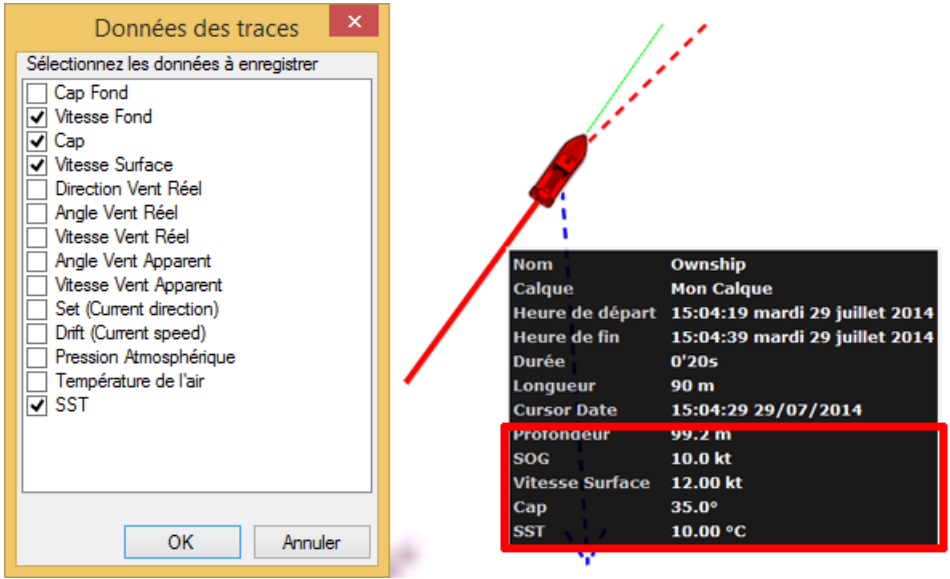 Données des traces
Sélectionnez les données à enregistrer
Cap Fond
Vitesse Fond
Cap
Vitesse Surface
Direction Vent Réel
Angle Vent Réel
Vitesse Vent Réel
Angle Vent Apparent
Vitesse Vent Apparent
Set (Current direction)
Drift (Current speed)
Pression Atmosphérique
Température de l'air
SST
OK Annuler
Nom Ownship
Calque Mon Calque
Heure de départ 15:04:19 mardi 29 juillet 2014
Heure de fin 15:04:39 mardi 29 juillet 2014
Durée 0'20s
Longueur 90 m
Cursor Date 15:04:29 29/07/2014
Profondeur 99.2 m
SOG 10.0 kt
Vitesse Surface 12.00 kt
Cap 35.0°
SST 10.00 °C